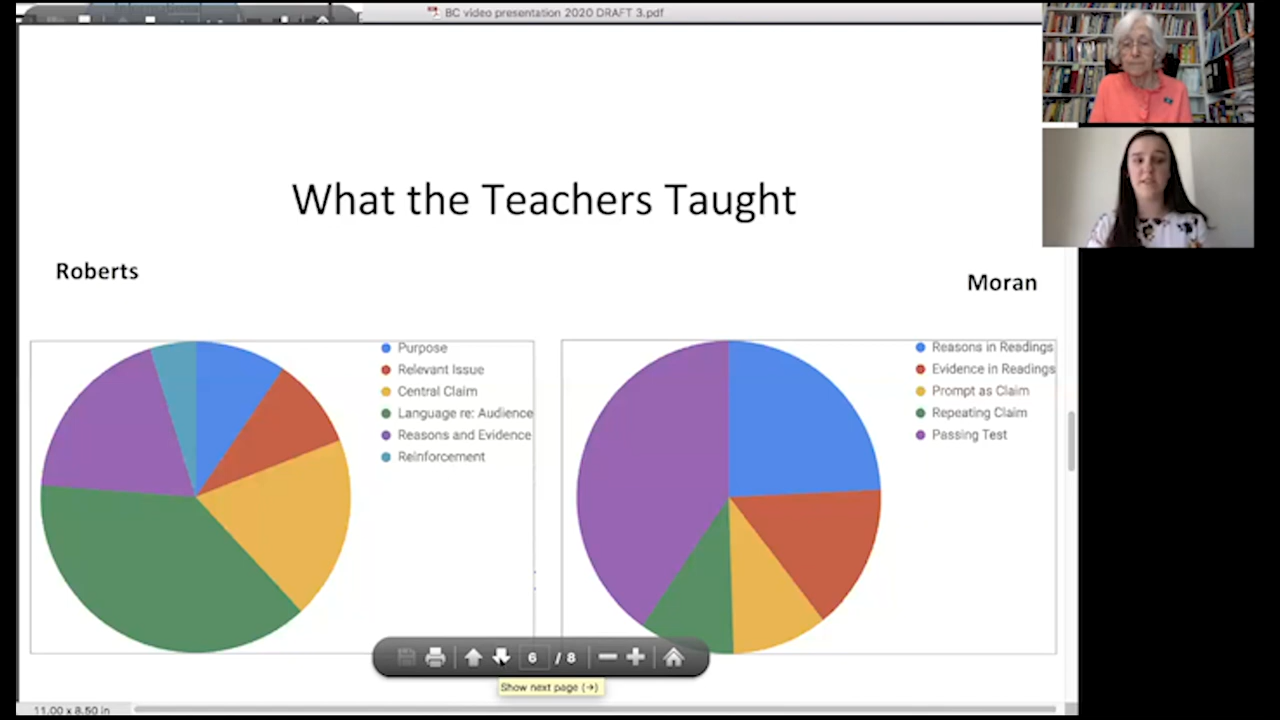 BC video presentation 2020 DRAFT 3.pdf
What the Teachers Taught
Roberts
Moran
Purpose
Relevant Issue
Central Claim
Language re: Audience
Reasons and Evidence
Reinforcement
Reasons in Readings
Evidence in Readings
Prompt as Claim
Repeating Claim
Passing Test
6 / 8
Show next page (→)
11.00 x 8.50 in